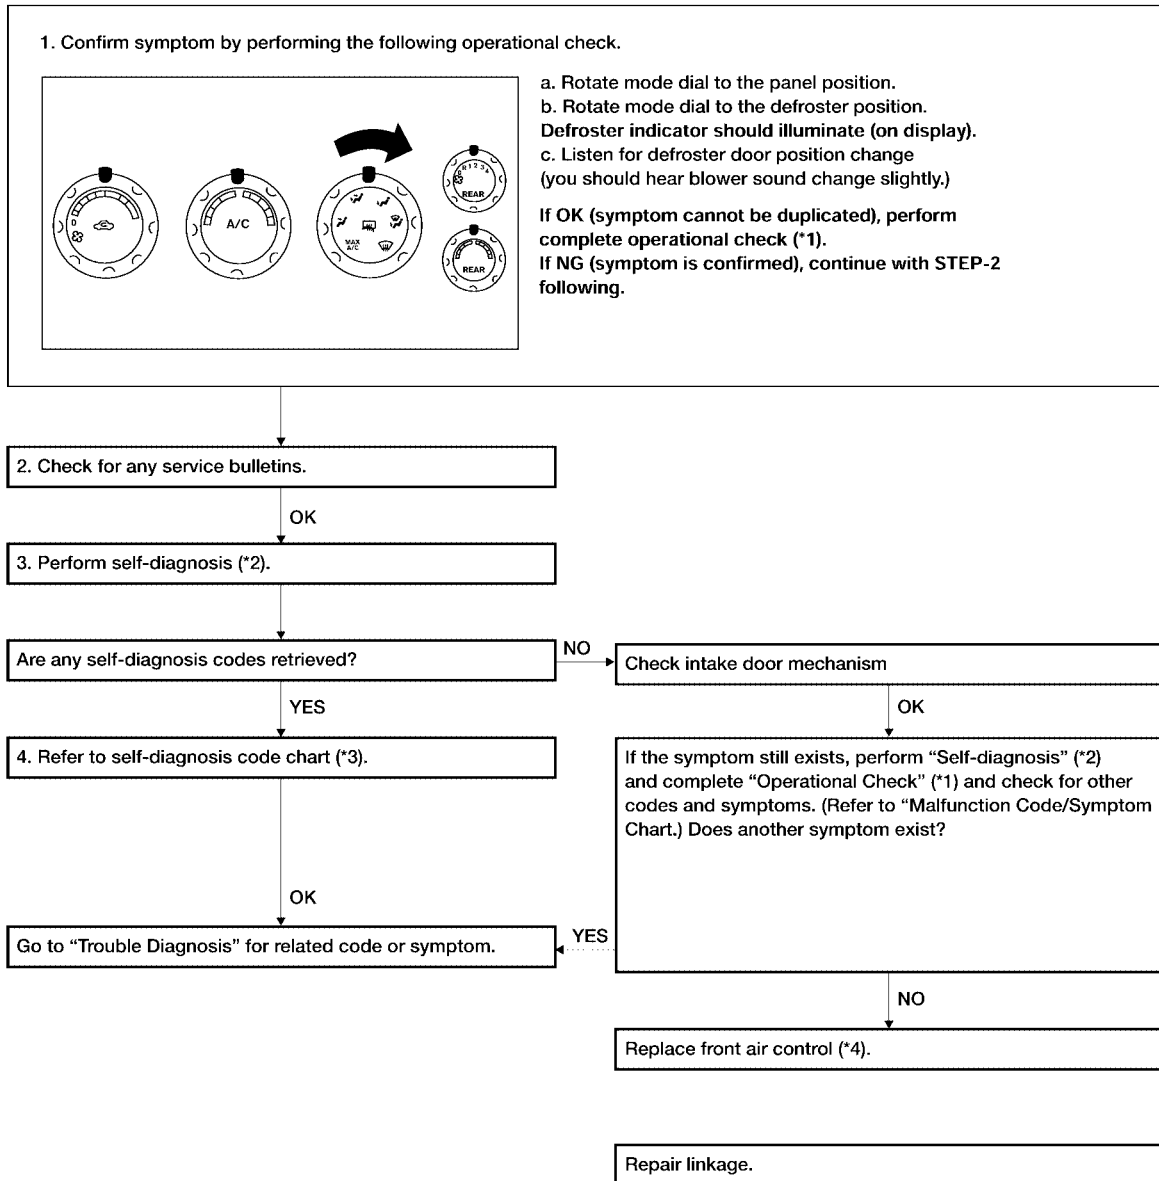 1. Confirm symptom by performing the following operational check.
a. Rotate mode dial to the panel position.
b. Rotate mode dial to the defroster position.
Defroster indicator should illuminate (on display).
c. Listen for defroster door position change
(you should hear blower sound change slightly.)
If OK (symptom cannot be duplicated), perform
complete operational check (*1).
If NG (symptom is confirmed), continue with STEP-2
following.
0
A/C
MAX
A/C
R 1 2 3 4
REAR
REAR
2. Check for any service bulletins.
OK
3. Perform self-diagnosis (*2).
Are any self-diagnosis codes retrieved?
NO
Check intake door mechanism
YES
OK
4. Refer to self-diagnosis code chart (*3).
If the symptom still exists, perform “Self-diagnosis” (*2)
and complete “Operational Check” (*1) and check for other
codes and symptoms. (Refer to “Malfunction Code/Symptom
Chart.) Does another symptom exist?
OK
Go to “Trouble Diagnosis” for related code or symptom.
YES
NO
Replace front air control (*4).
Repair linkage.